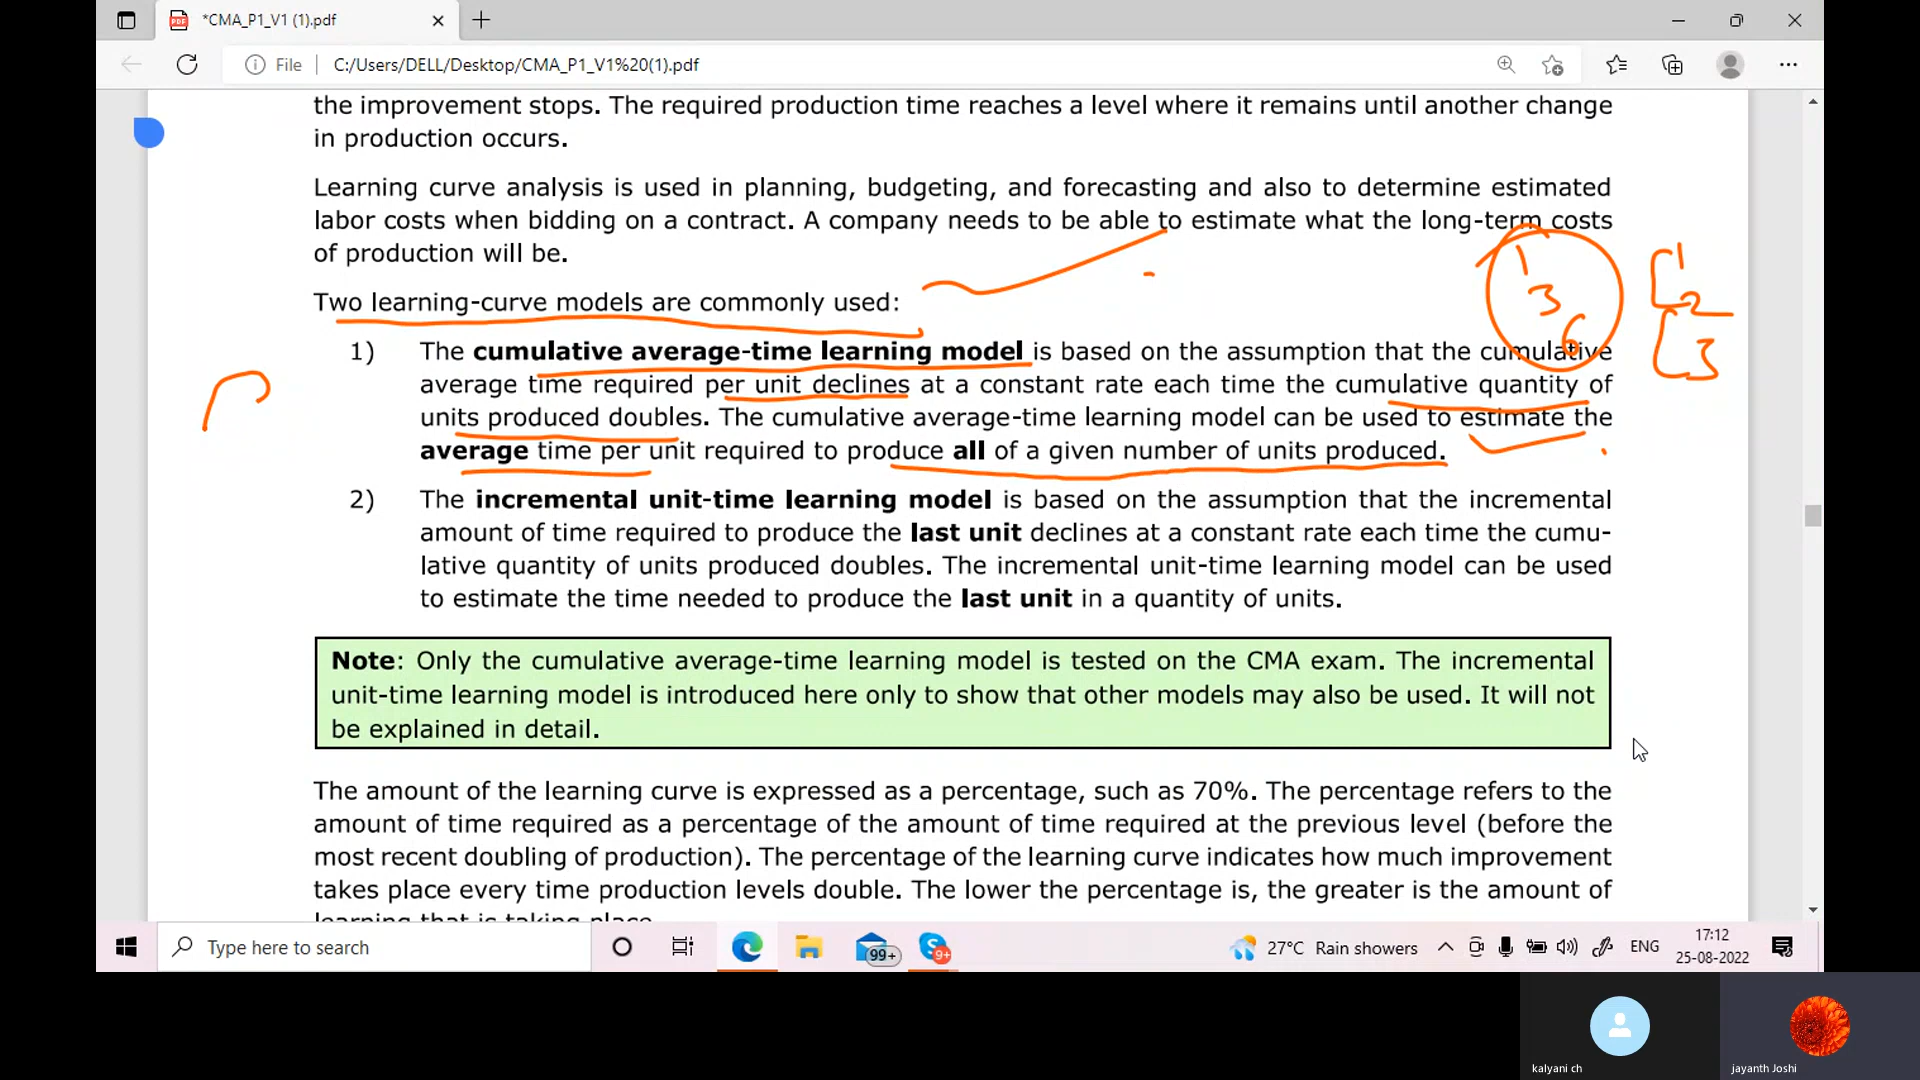 *CMA_P1_V1 (1).pdf
File
C:/Users/DELL/Desktop/CMA_P1_V1%20(1).pdf
the improvement stops. The required production time reaches a level where it remains until another change
in production occurs.
Learning curve analysis is used in planning, budgeting, and forecasting and also to determine estimated
labor costs when bidding on a contract. A company needs to be able to estimate what the long-term costs
of production will be.
1
3
6
1
2
3
Two learning-curve models are commonly used:
1) The cumulative average-time learning model is based on the assumption that the cumulative
average time required per unit declines at a constant rate each time the cumulative quantity of
units produced doubles. The cumulative average-time learning model can be used to estimate the
average time per unit required to produce all of a given number of units produced.
2) The incremental unit-time learning model is based on the assumption that the incremental
amount of time required to produce the last unit declines at a constant rate each time the cumu-
lative quantity of units produced doubles. The incremental unit-time learning model can be used
to estimate the time needed to produce the last unit in a quantity of units.
Note: Only the cumulative average-time learning model is tested on the CMA exam. The incremental
unit-time learning model is introduced here only to show that other models may also be used. It will not
be explained in detail.
The amount of the learning curve is expressed as a percentage, such as 70%. The percentage refers to the
amount of time required as a percentage of the amount of time required at the previous level (before the
most recent doubling of production). The percentage of the learning curve indicates how much improvement
takes place every time production levels double. The lower the percentage is, the greater is the amount of
learning that is taking place.
Type here to search
99+
9+
27°C Rain showers
ENG
17:12
25-08-2022
kalyani ch
jayanth Joshi